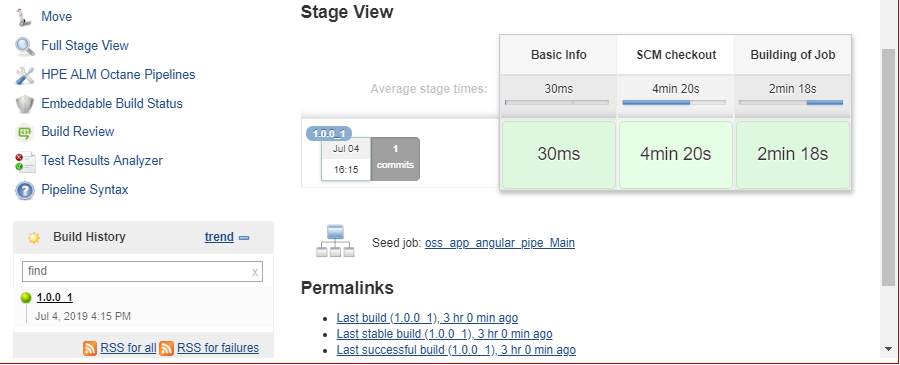 Move
Full Stage View
HPE ALM Octane Pipelines
Embeddable Build Status
Build Review
Test Results Analyzer
Pipeline Syntax
Build History
trend
find
x
1.0.0_1
Jul 4, 2019 4:15 PM
RSS for all RSS for failures
Stage View
Basic Info SCM checkout Building of Job
Average stage times: 30ms 4min 20s 2min 18s
1.0.0_1
Jul 04
16:15
1
commits
30ms 4min 20s 2min 18s
Seed job: oss_app_angular_pipe_Main
Permalinks
Last build (1.0.0_1), 3 hr 0 min ago
Last stable build (1.0.0_1), 3 hr 0 min ago
Last successful build (1.0.0_1), 3 hr 0 min ago